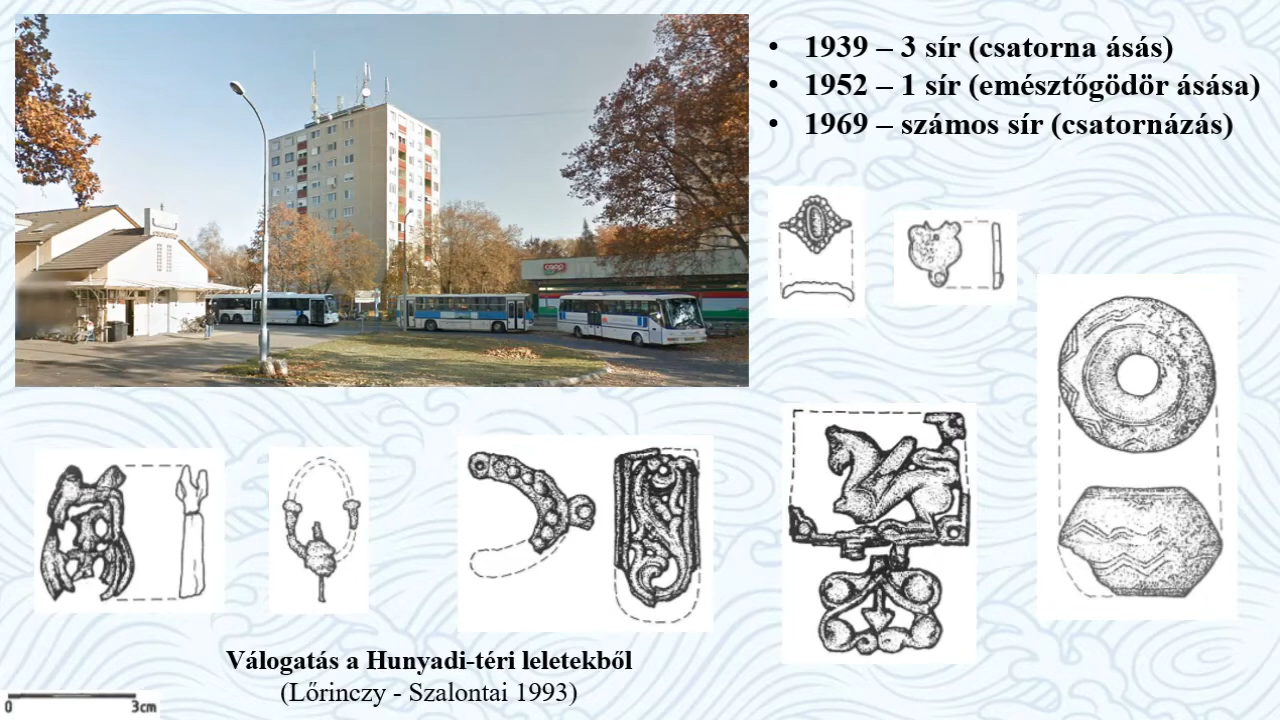 • 1939 – 3 sír (csatorna ásás)
• 1952 – 1 sír (emésztőgödör ásása)
• 1969 – számos sír (csatornázás)
coop
Válogatás a Hunyadi-téri leletekből
(Lőrinczy - Szalontai 1993)
0 3cm